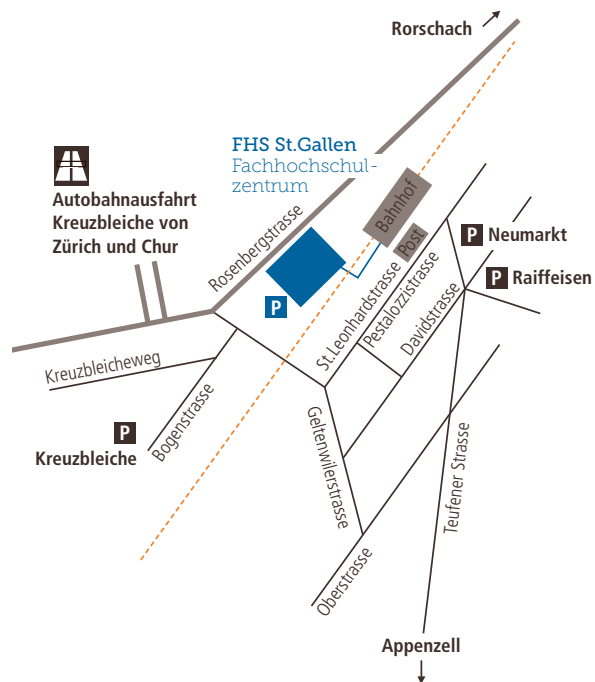 Rorschach
FHS St.Gallen
Fachhochschul-
zentrum
Autobahnausfahrt
Kreuzbleiche von
Zürich und Chur
Bahnhof
Post
Rosenbergstrasse
P
P Neumarkt
P Raiffeisen
St.Leonhardstrasse
Pestalozzistrasse
Davidstrasse
Kreuzbleicheweg
Bogenstrasse
P
Kreuzbleiche
Geltenwilerstrasse
Teufener Strasse
Oberstrasse
Appenzell